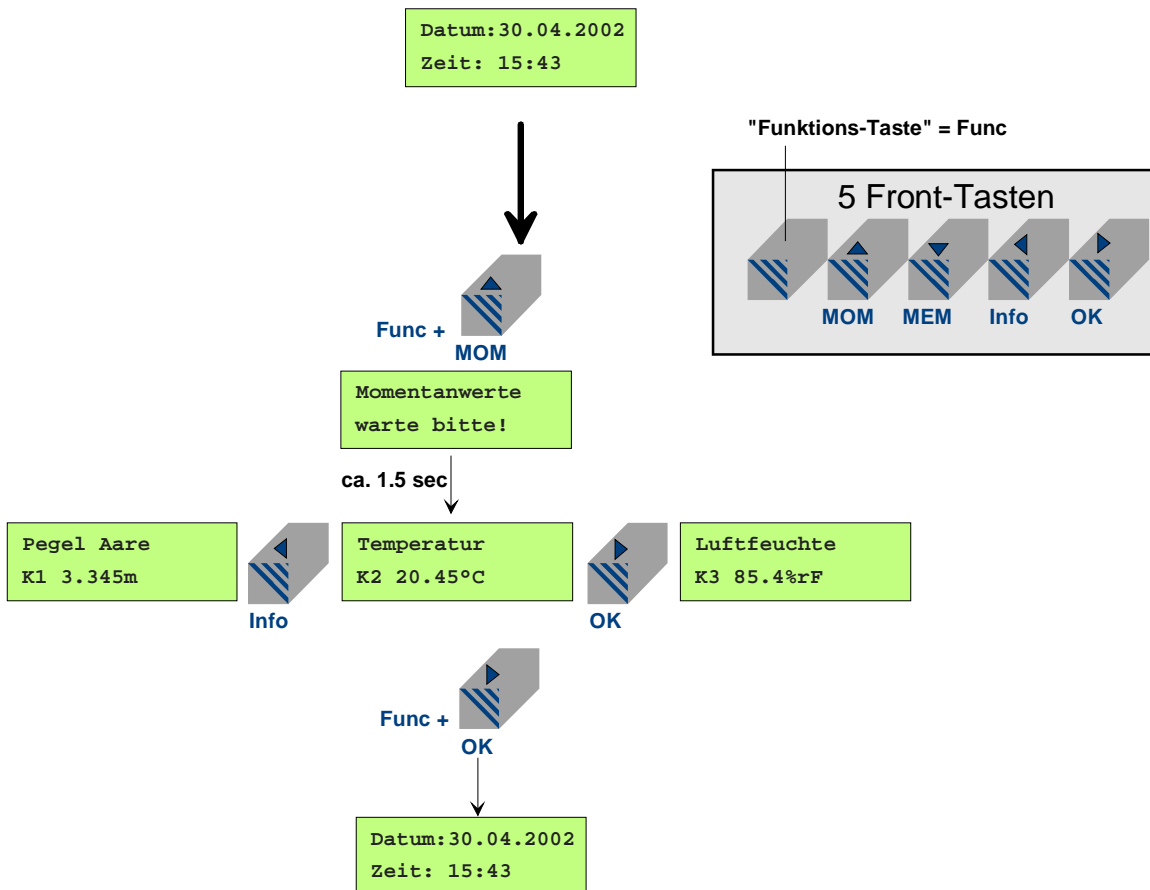 Datum:30.04.2002
Zeit: 15:43
"Funktions-Taste" = Func
5 Front-Tasten
MOM MEM Info OK
Func +
MOM
Momentanwerte
warte bitte!
ca. 1.5 sec
Pegel Aare
K1 3.345m
Info
Temperatur
K2 20.45ºC
OK
Luftfeuchte
K3 85.4%rF
Func +
OK
Datum:30.04.2002
Zeit: 15:43